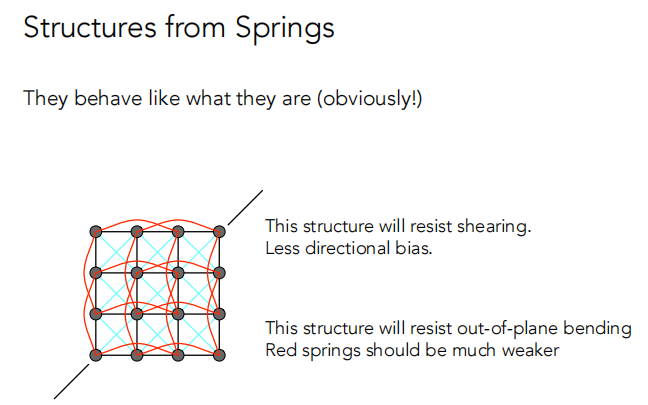 Structures from Springs
They behave like what they are (obviously!)
This structure will resist shearing.
Less directional bias.
This structure will resist out-of-plane bending
Red springs should be much weaker